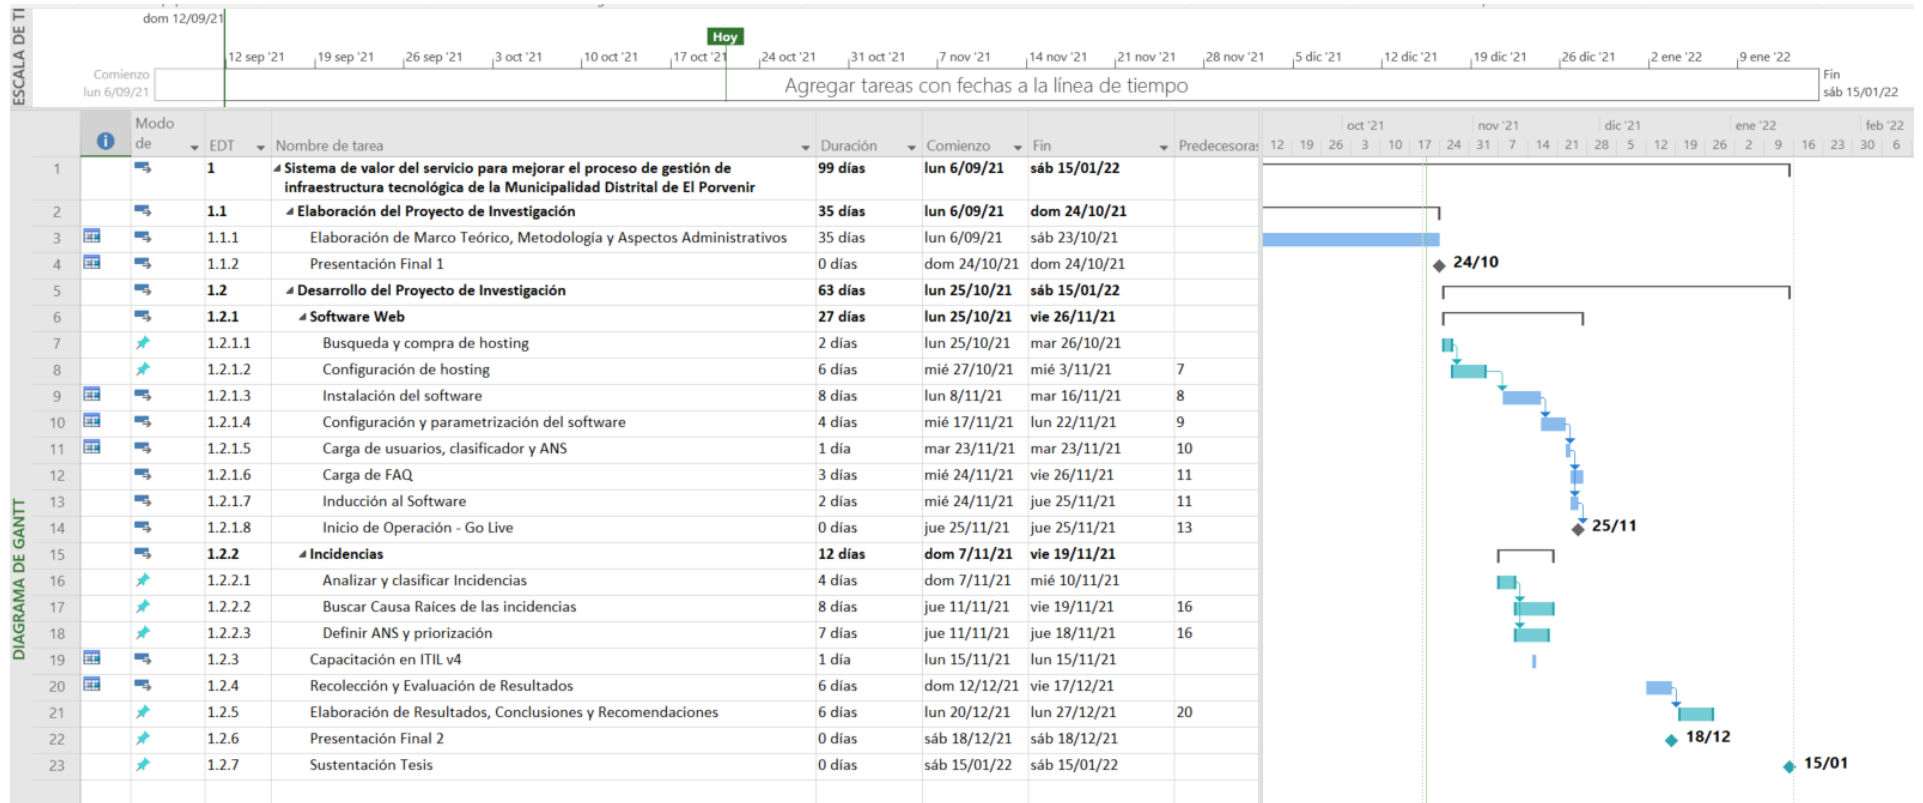 ESCALA DE TI
dom 12/09/21
Hoy
12 sep '21 19 sep '21 26 sep '21 3 oct '21 10 oct '21 17 oct '21 24 oct '21 31 oct '21 7 nov '21 14 nov '21 21 nov '21 28 nov '21 5 dic '21 12 dic '21 19 dic '21 26 dic '21 2 ene '22 9 ene '22
Comienzo
lun 6/09/21
Agregar tareas con fechas a la línea de tiempo
Fin
sáb 15/01/22
DIAGRAMA DE GANTT
Modo de EDT Nombre de tarea Duración Comienzo Fin Predecesoras
oct '21 nov '21 dic '21 ene '22 feb '22
12 19 26 3 10 17 24 31 7 14 21 28 5 12 19 26 2 9 16 23 30 6
1 1 Sistema de valor del servicio para mejorar el proceso de gestión de 99 días lun 6/09/21 sáb 15/01/22
infraestructura tecnológica de la Municipalidad Distrital de El Porvenir
2 1.1 Elaboración del Proyecto de Investigación 35 días lun 6/09/21 dom 24/10/21
3 1.1.1 Elaboración de Marco Teórico, Metodología y Aspectos Administrativos 35 días lun 6/09/21 sáb 23/10/21
4 1.1.2 Presentación Final 1 0 días dom 24/10/21 dom 24/10/21 24/10
5 1.2 Desarrollo del Proyecto de Investigación 63 días lun 25/10/21 sáb 15/01/22
6 1.2.1 Software Web 27 días lun 25/10/21 vie 26/11/21
7 1.2.1.1 Busqueda y compra de hosting 2 días lun 25/10/21 mar 26/10/21
8 1.2.1.2 Configuración de hosting 6 días mié 27/10/21 mié 3/11/21 7
9 1.2.1.3 Instalación del software 8 días lun 8/11/21 mar 16/11/21 8
10 1.2.1.4 Configuración y parametrización del software 4 días mié 17/11/21 lun 22/11/21 9
11 1.2.1.5 Carga de usuarios, clasificador y ANS 1 día mar 23/11/21 mar 23/11/21 10
12 1.2.1.6 Carga de FAQ 3 días mié 24/11/21 vie 26/11/21 11
13 1.2.1.7 Inducción al Software 2 días mié 24/11/21 jue 25/11/21 11
14 1.2.1.8 Inicio de Operación - Go Live 0 días jue 25/11/21 jue 25/11/21 13 25/11
15 1.2.2 Incidencias 12 días dom 7/11/21 vie 19/11/21
16 1.2.2.1 Analizar y clasificar Incidencias 4 días dom 7/11/21 mié 10/11/21
17 1.2.2.2 Buscar Causa Raíces de las incidencias 8 días jue 11/11/21 vie 19/11/21 16
18 1.2.2.3 Definir ANS y priorización 7 días jue 11/11/21 jue 18/11/21 16
19 1.2.3 Capacitación en ITIL v4 1 día lun 15/11/21 lun 15/11/21
20 1.2.4 Recolección y Evaluación de Resultados 6 días dom 12/12/21 vie 17/12/21
21 1.2.5 Elaboración de Resultados, Conclusiones y Recomendaciones 6 días lun 20/12/21 lun 27/12/21 20
22 1.2.6 Presentación Final 2 0 días sáb 18/12/21 sáb 18/12/21 18/12
23 1.2.7 Sustentación Tesis 0 días sáb 15/01/22 sáb 15/01/22 15/01